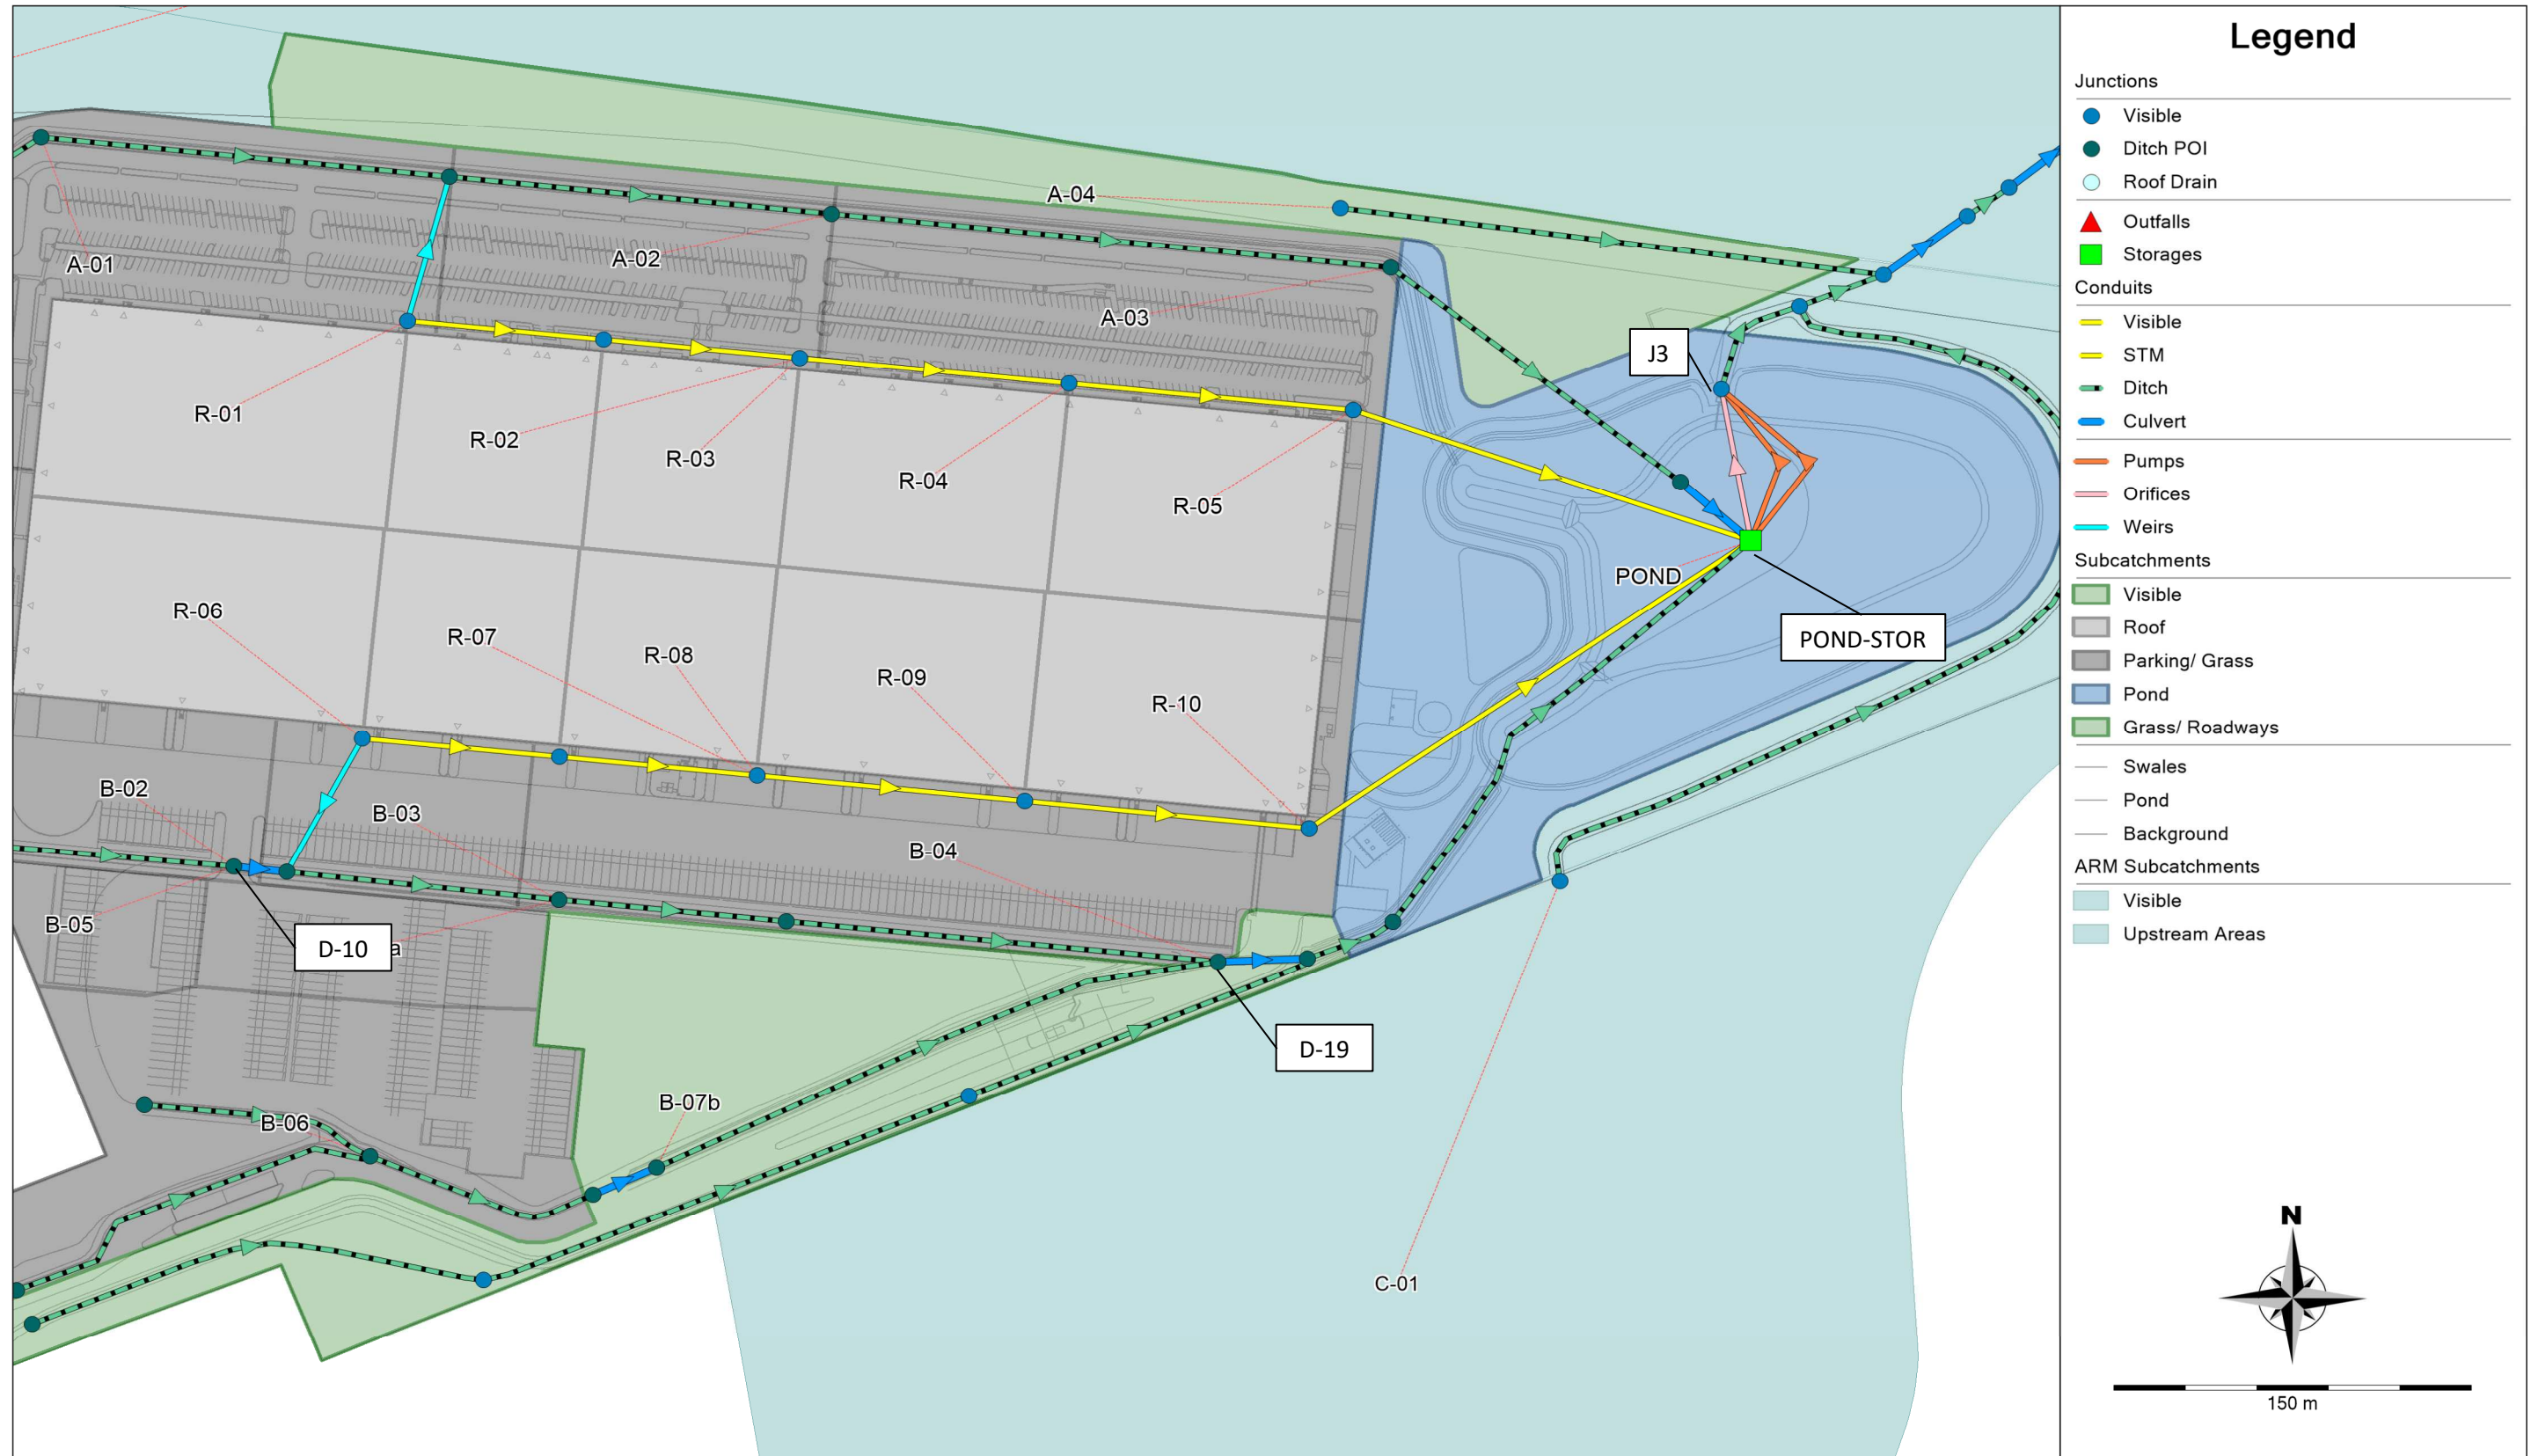 A-01
A-02
A-03
A-04
J3
R-01
R-02
R-03
R-04
R-05
POND
POND-STOR
R-06
R-07
R-08
R-09
R-10
B-02
B-03
B-04
B-05
D-10
a
D-19
B-06
B-07b
C-01
Legend
Junctions
Visible
Ditch POI
Roof Drain
Outfalls
Storages
Conduits
Visible
STM
Ditch
Culvert
Pumps
Orifices
Weirs
Subcatchments
Visible
Roof
Parking/ Grass
Pond
Grass/ Roadways
Swales
Pond
Background
ARM Subcatchments
Visible
Upstream Areas
N
150 m